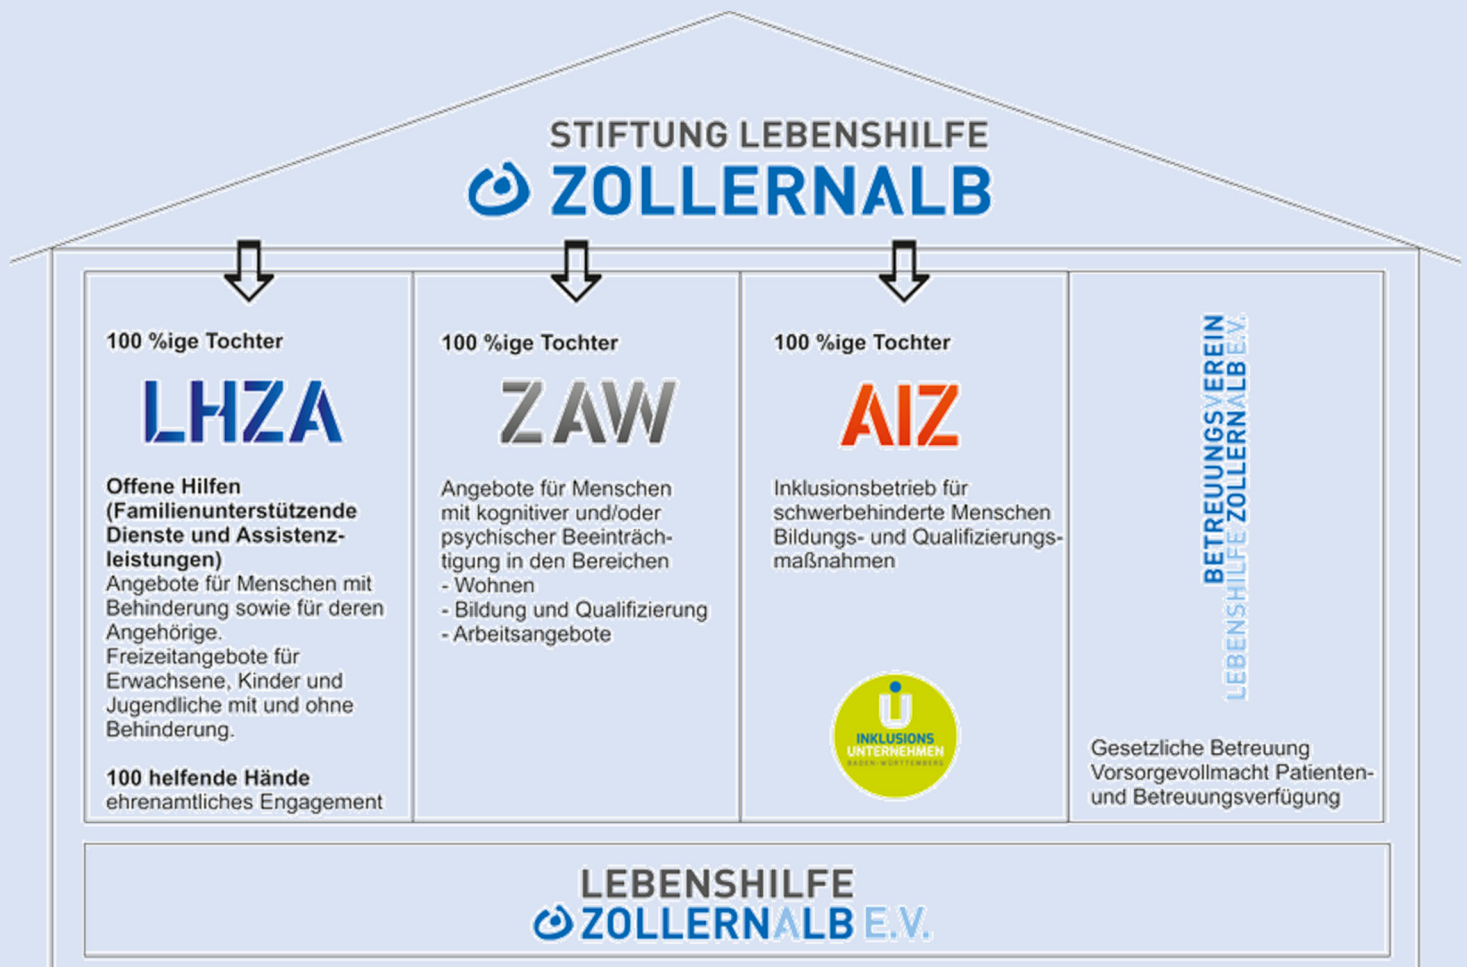 STIFTUNG LEBENSHILFE
ZOLLERNALB
100 %ige Tochter
LHZA
Offene Hilfen
(Familienunterstützende
Dienste und Assistenz-
leistungen)
Angebote für Menschen mit
Behinderung sowie für deren
Angehörige.
Freizeitangebote für
Erwachsene, Kinder und
Jugendliche mit und ohne
Behinderung.
100 helfende Hände
ehrenamtliches Engagement
100 %ige Tochter
ZAW
Angebote für Menschen
mit kognitiver und/oder
psychischer Beeinträch-
tigung in den Bereichen
- Wohnen
- Bildung und Qualifizierung
- Arbeitsangebote
100 %ige Tochter
AIZ
Inklusionsbetrieb für
schwerbehinderte Menschen
Bildungs- und Qualifizierungs-
maßnahmen
INKLUSIONS
UNTERNEHMEN
BADEN-WÜRTTEMBERG
BETREUUNGSVEREIN
LEBENSHILFE ZOLLERNALB E.V.
Gesetzliche Betreuung
Vorsorgevollmacht Patienten-
und Betreuungsverfügung
LEBENSHILFE
ZOLLERNALB E.V.